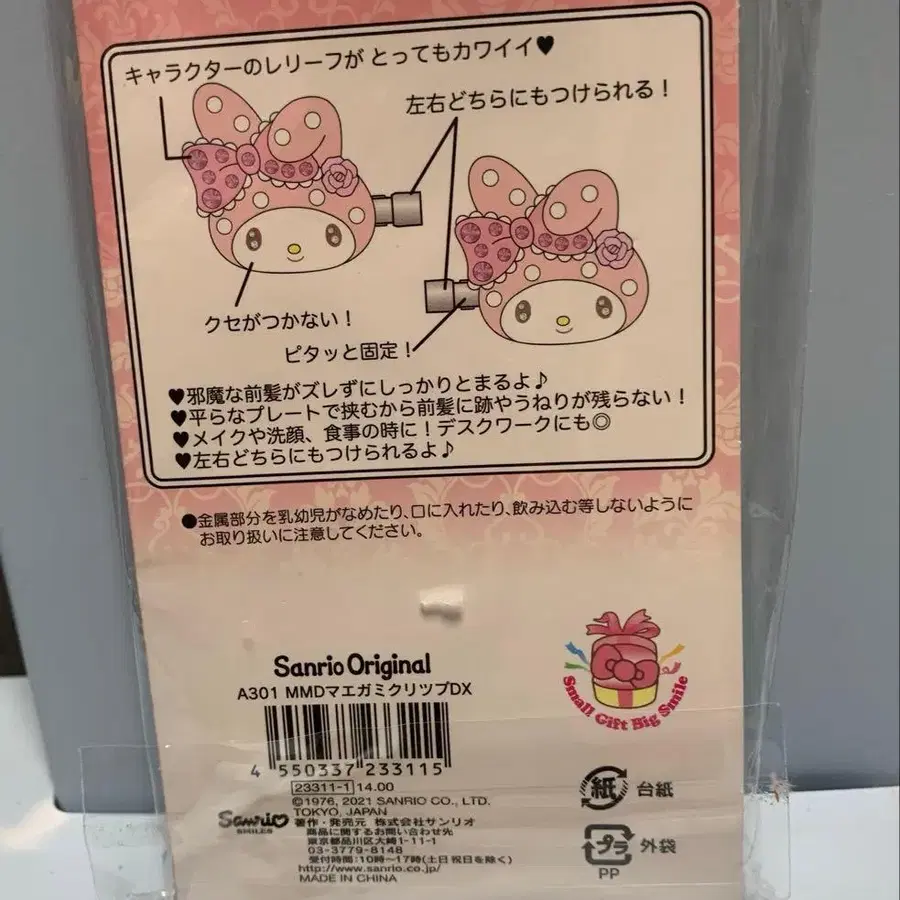 キャラクターのレリーフが とってもカワイイ♥
左右どちらにもつけられる！
クセがつかない！
ピタッと固定！
♥邪魔な前髪がズレずにしっかりとまるよ♪
♥平らなプレートで挟むから前髪に跡やうねりが残らない！
♥メイクや洗顔、食事の時に！デスクワークにも◎
♥左右どちらにもつけられるよ♪
●金属部分を乳幼児がなめたり、口に入れたり、飲み込む等しないように
お取り扱いに注意してください。
Sanrio Original
A301 MMDマエガミクリツプDX
4 550337 233115
23311-1 14.00
©1976, 2021 SANRIO CO., LTD.
TOKYO, JAPAN
Sanrio
SMILES
著作・発売元 株式会社サンリオ
商品に関するお問い合わせ先
東京都品川区大崎1-11-1
03-3779-8148
受付時間：10時〜17時（土日 祝日を除く）
http://www.sanrio.co.jp/
MADE IN CHINA
Small Gift Big Smile
紙 台紙
プラ 外袋
PP